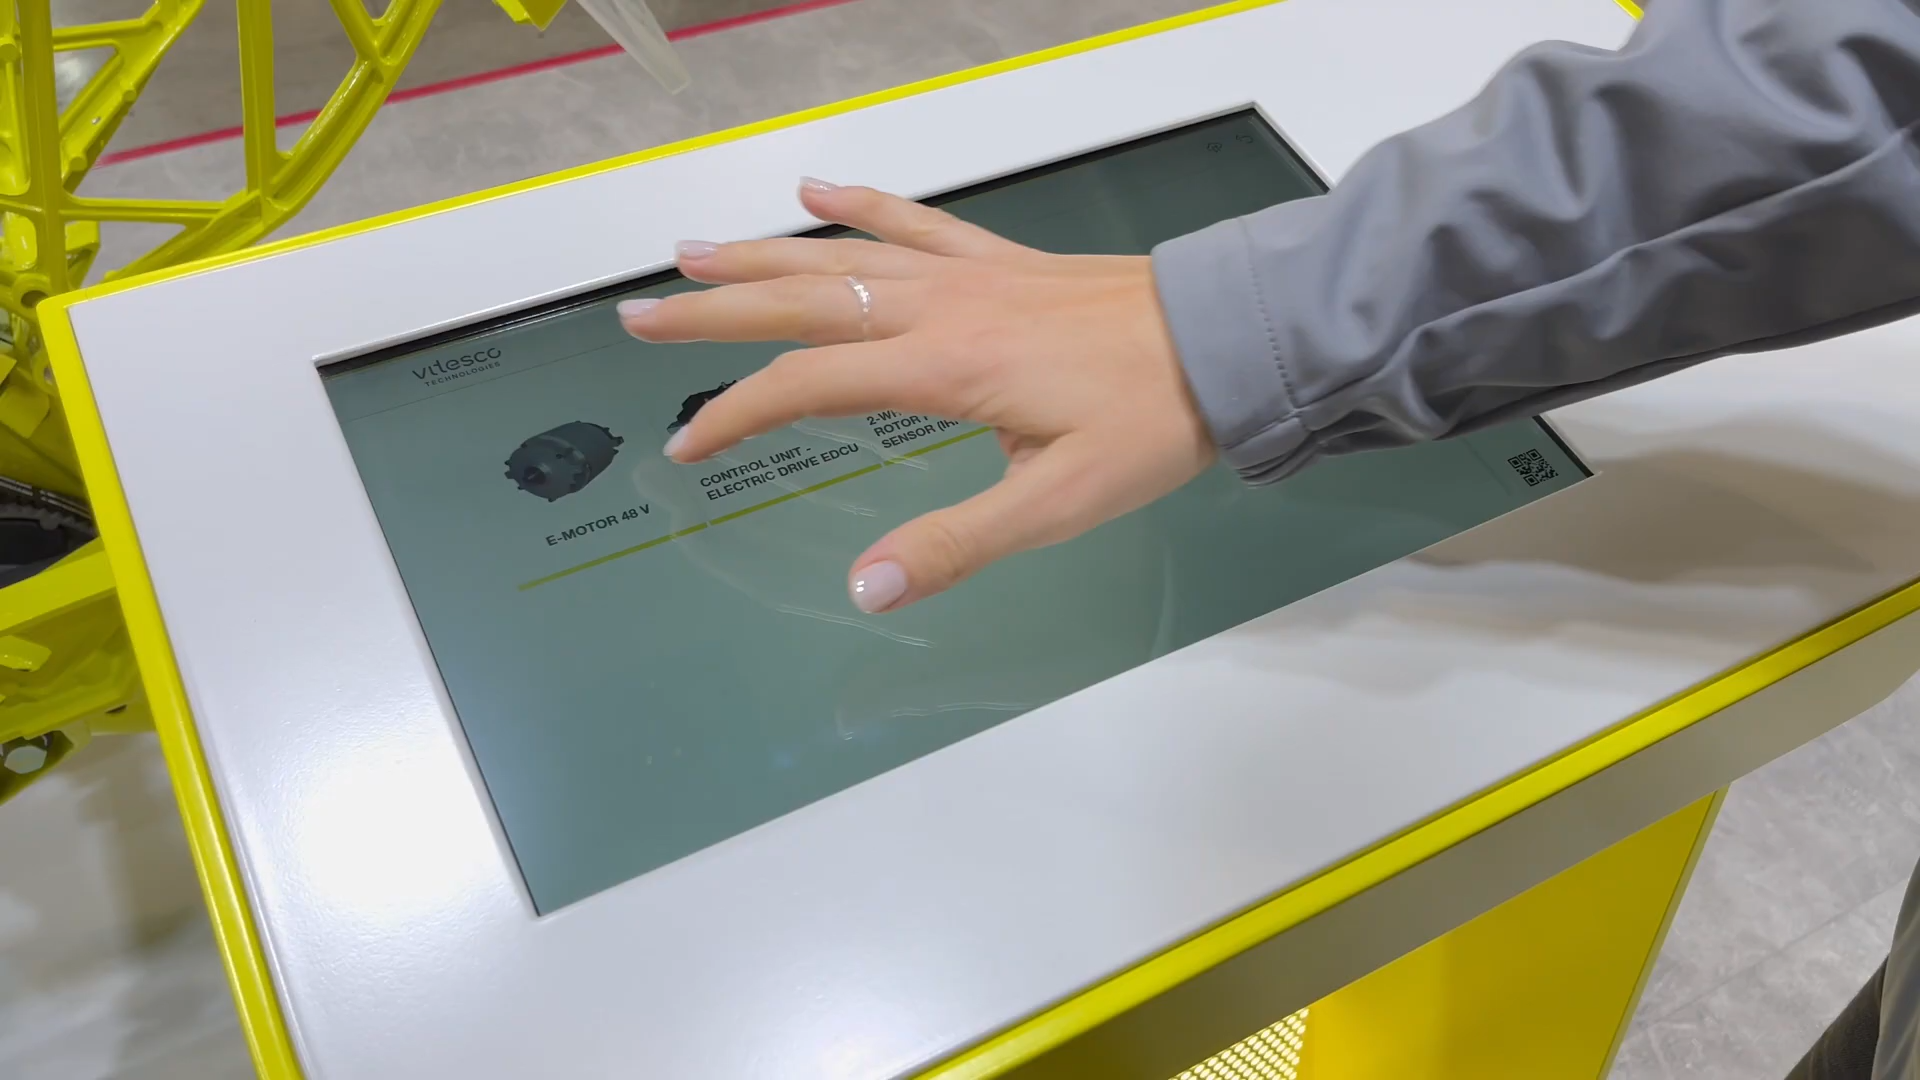 vitesco
TECHNOLOGIES
E-MOTOR 48 V
CONTROL UNIT -
ELECTRIC DRIVE EDCU
ROTOR
SENSOR